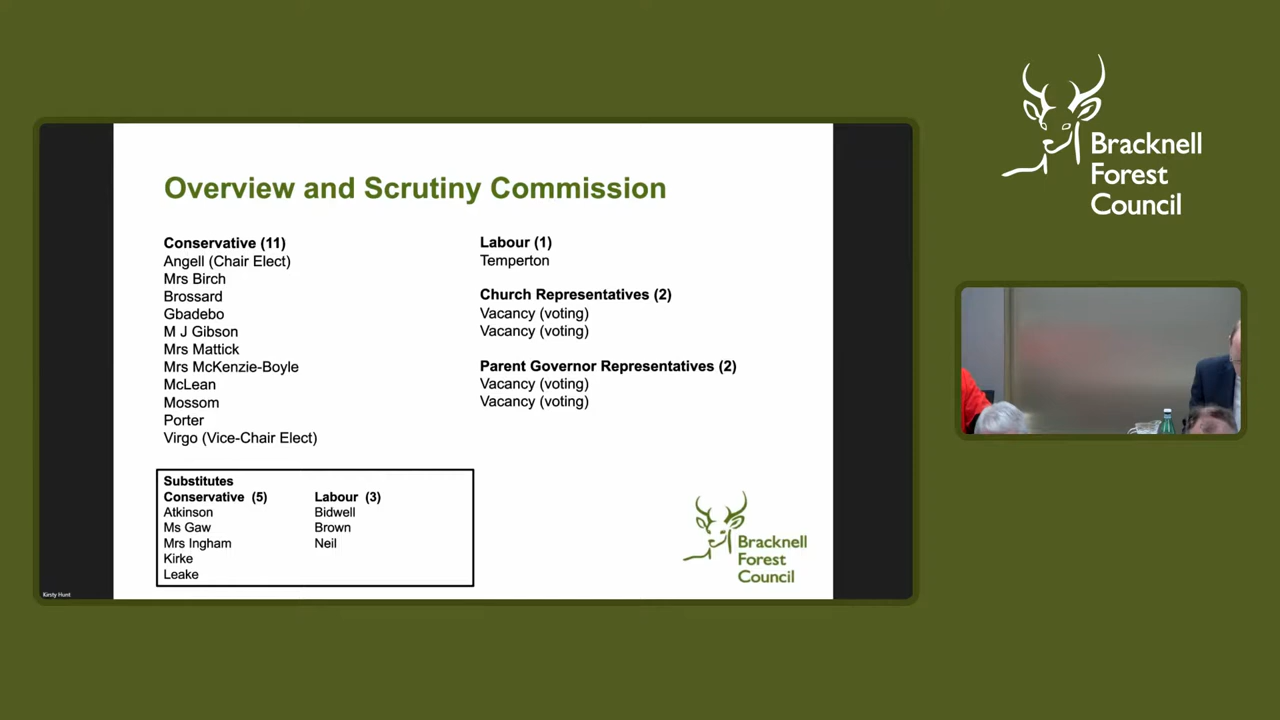 Overview and Scrutiny Commission
Conservative (11)
Angell (Chair Elect)
Mrs Birch
Brossard
Gbadebo
M J Gibson
Mrs Mattick
Mrs McKenzie-Boyle
McLean
Mossom
Porter
Virgo (Vice-Chair Elect)
Labour (1)
Temperton
Church Representatives (2)
Vacancy (voting)
Vacancy (voting)
Parent Governor Representatives (2)
Vacancy (voting)
Vacancy (voting)
Substitutes
Conservative (5)
Atkinson
Ms Gaw
Mrs Ingham
Kirke
Leake
Labour (3)
Bidwell
Brown
Neil
Bracknell
Forest
Council
Kirsty Hunt
Bracknell
Forest
Council